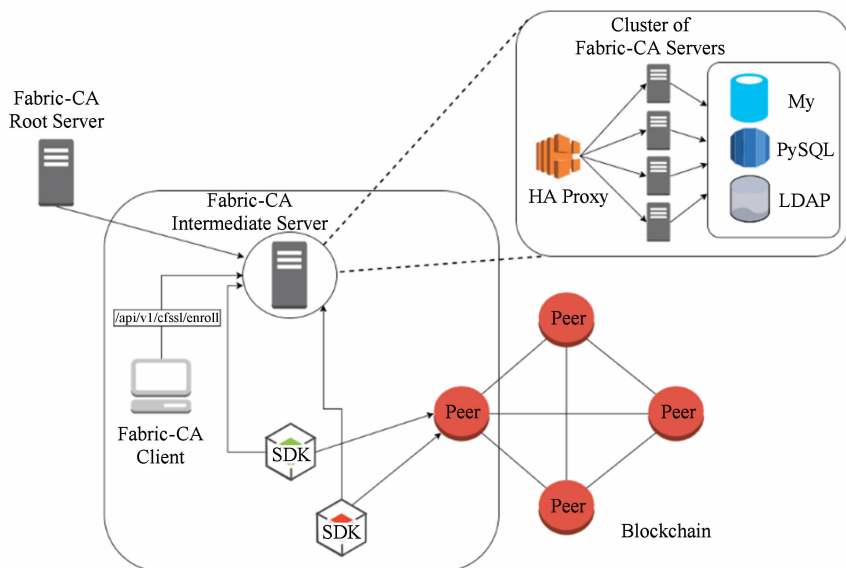 Cluster of
Fabric-CA Servers
My
PySQL
LDAP
HA Proxy
Fabric-CA
Root Server
Fabric-CA
Intermediate Server
/api/v1/cfssl/enroll
Fabric-CA
Client
SDK
SDK
Peer
Peer
Peer
Peer
Blockchain